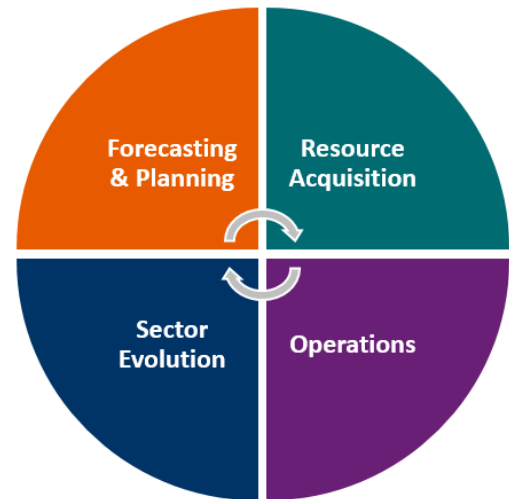 Forecasting
& Planning
Resource
Acquisition
Sector
Evolution
Operations